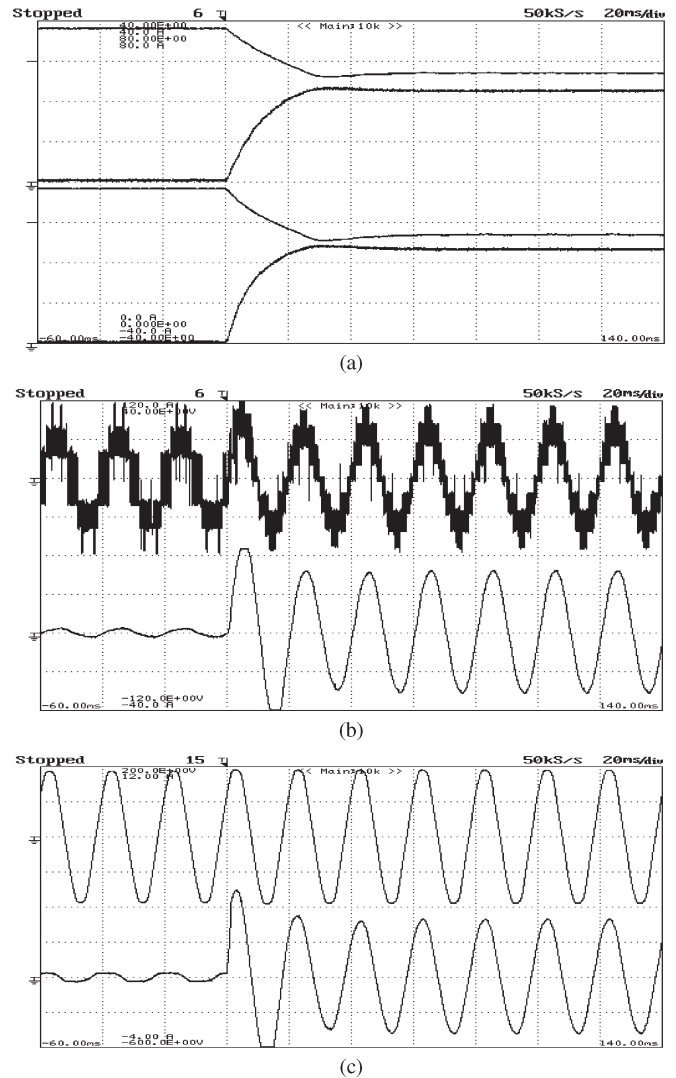 Stopped 6 T 50kS/s 20ms/div
<< Main:10k >>
40.00E+00
40.0 A
80.00E+00
80.0 A
0.0 A
0.000E+00
-40.0 A
-40.00E+00
-60.00ms 140.00ms
(a)
Stopped 6 T 50kS/s 20ms/div
<< Main:10k >>
120.0 A
40.00E+00V
-120.0E+00V
-40.0 A
-60.00ms 140.00ms
(b)
Stopped 15 T 50kS/s 20ms/div
<< Main:10k >>
200.0E+00V
12.00 A
-4.00 A
-600.0E+00V
-60.00ms 140.00ms
(c)